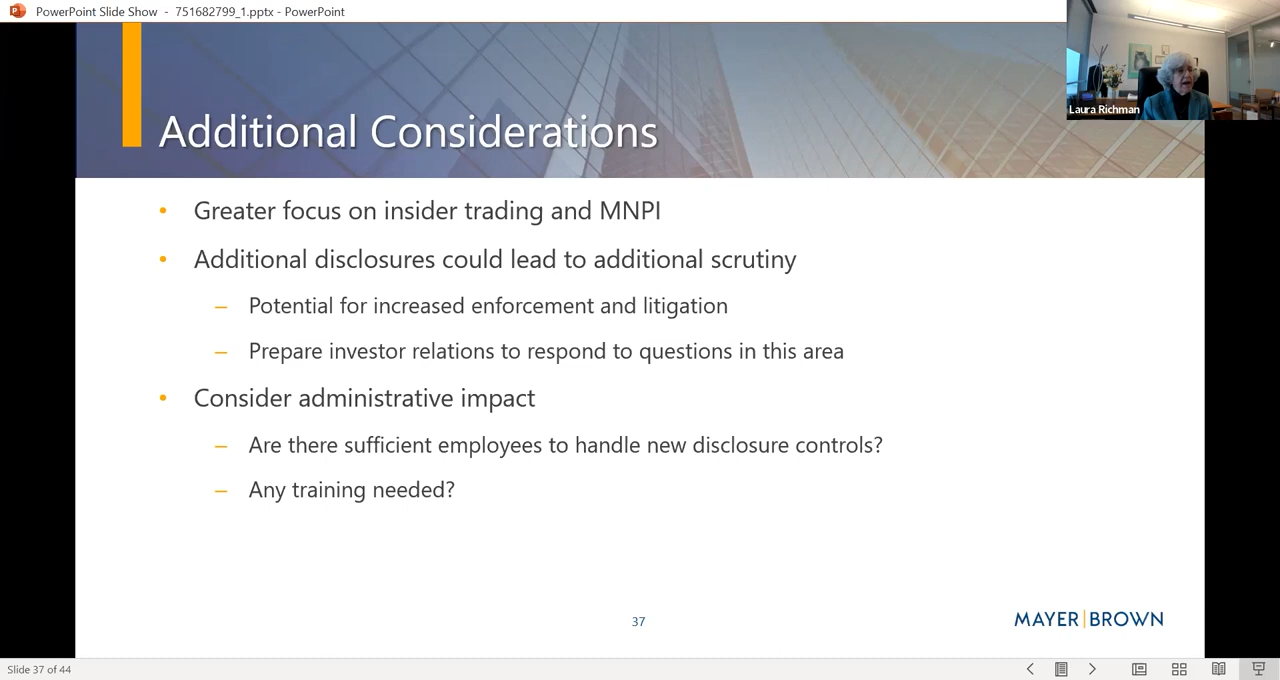 PowerPoint Slide Show - 751682799_1.pptx - PowerPoint
Laura Richman
Additional Considerations
• Greater focus on insider trading and MNPI
• Additional disclosures could lead to additional scrutiny
– Potential for increased enforcement and litigation
– Prepare investor relations to respond to questions in this area
• Consider administrative impact
– Are there sufficient employees to handle new disclosure controls?
– Any training needed?
37
MAYER|BROWN
Slide 37 of 44